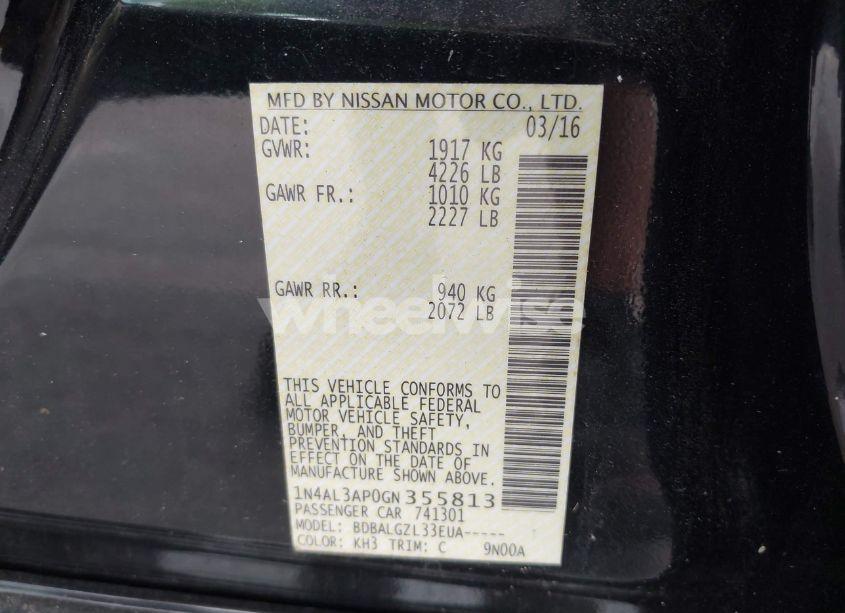 MFD BY NISSAN MOTOR CO., LTD.
DATE: 03/16
GVWR: 1917 KG
4226 LB
GAWR FR.: 1010 KG
2227 LB
GAWR RR.: 940 KG
2072 LB
wheelwise
THIS VEHICLE CONFORMS TO
ALL APPLICABLE FEDERAL
MOTOR VEHICLE SAFETY,
BUMPER, AND THEFT
PREVENTION STANDARDS IN
EFFECT ON THE DATE OF
MANUFACTURE SHOWN ABOVE.
1N4AL3AP0GN355813
PASSENGER CAR 741301
MODEL: BDBALGZL33EUA-----
COLOR: KH3 TRIM: C 9N00A